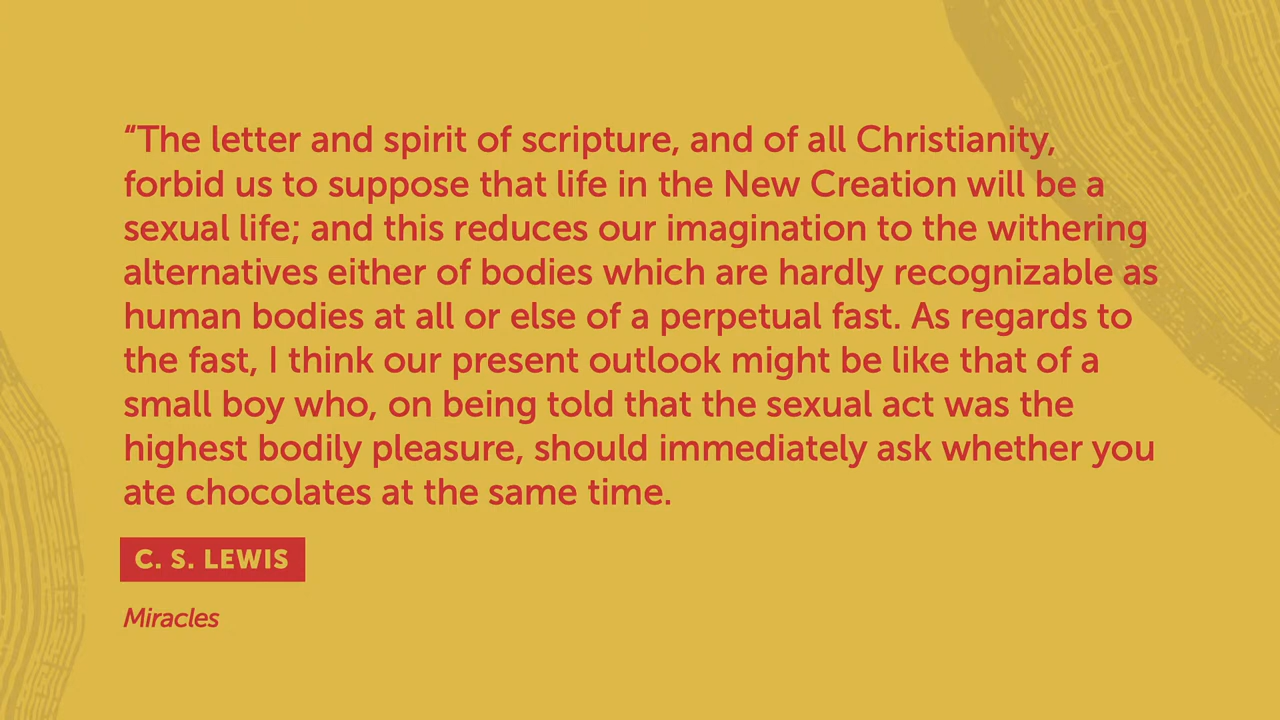 “The letter and spirit of scripture, and of all Christianity,
forbid us to suppose that life in the New Creation will be a
sexual life; and this reduces our imagination to the withering
alternatives either of bodies which are hardly recognizable as
human bodies at all or else of a perpetual fast. As regards to
the fast, I think our present outlook might be like that of a
small boy who, on being told that the sexual act was the
highest bodily pleasure, should immediately ask whether you
ate chocolates at the same time.
C. S. LEWIS
Miracles